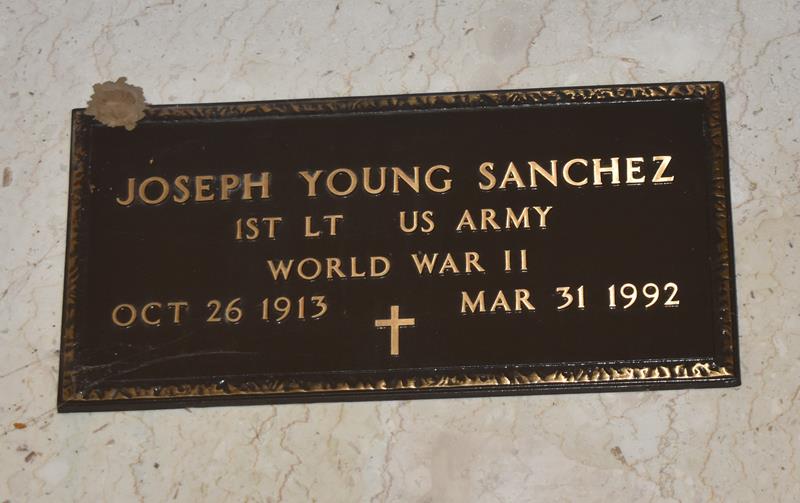 JOSEPH YOUNG SANCHEZ
1ST LT US ARMY
WORLD WAR II
OCT 26 1913 MAR 31 1992